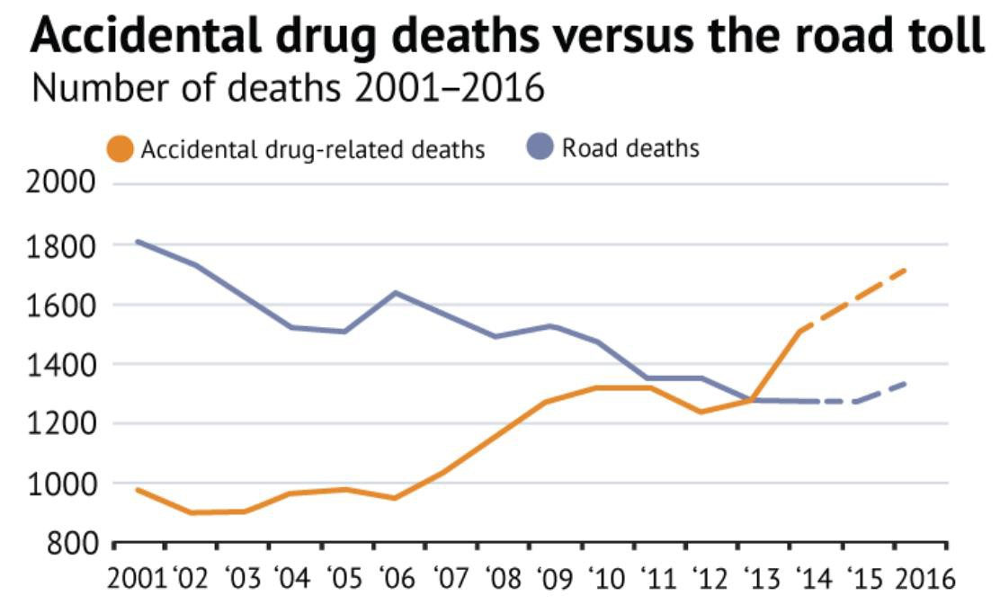 Accidental drug deaths versus the road toll
Number of deaths 2001–2016
Accidental drug-related deaths Road deaths
2000
1800
1600
1400
1200
1000
800
2001 ‘02 ‘03 ‘04 ‘05 ‘06 ‘07 ‘08 ‘09 ‘10 ‘11 ‘12 ‘13 ‘14 ‘15 2016